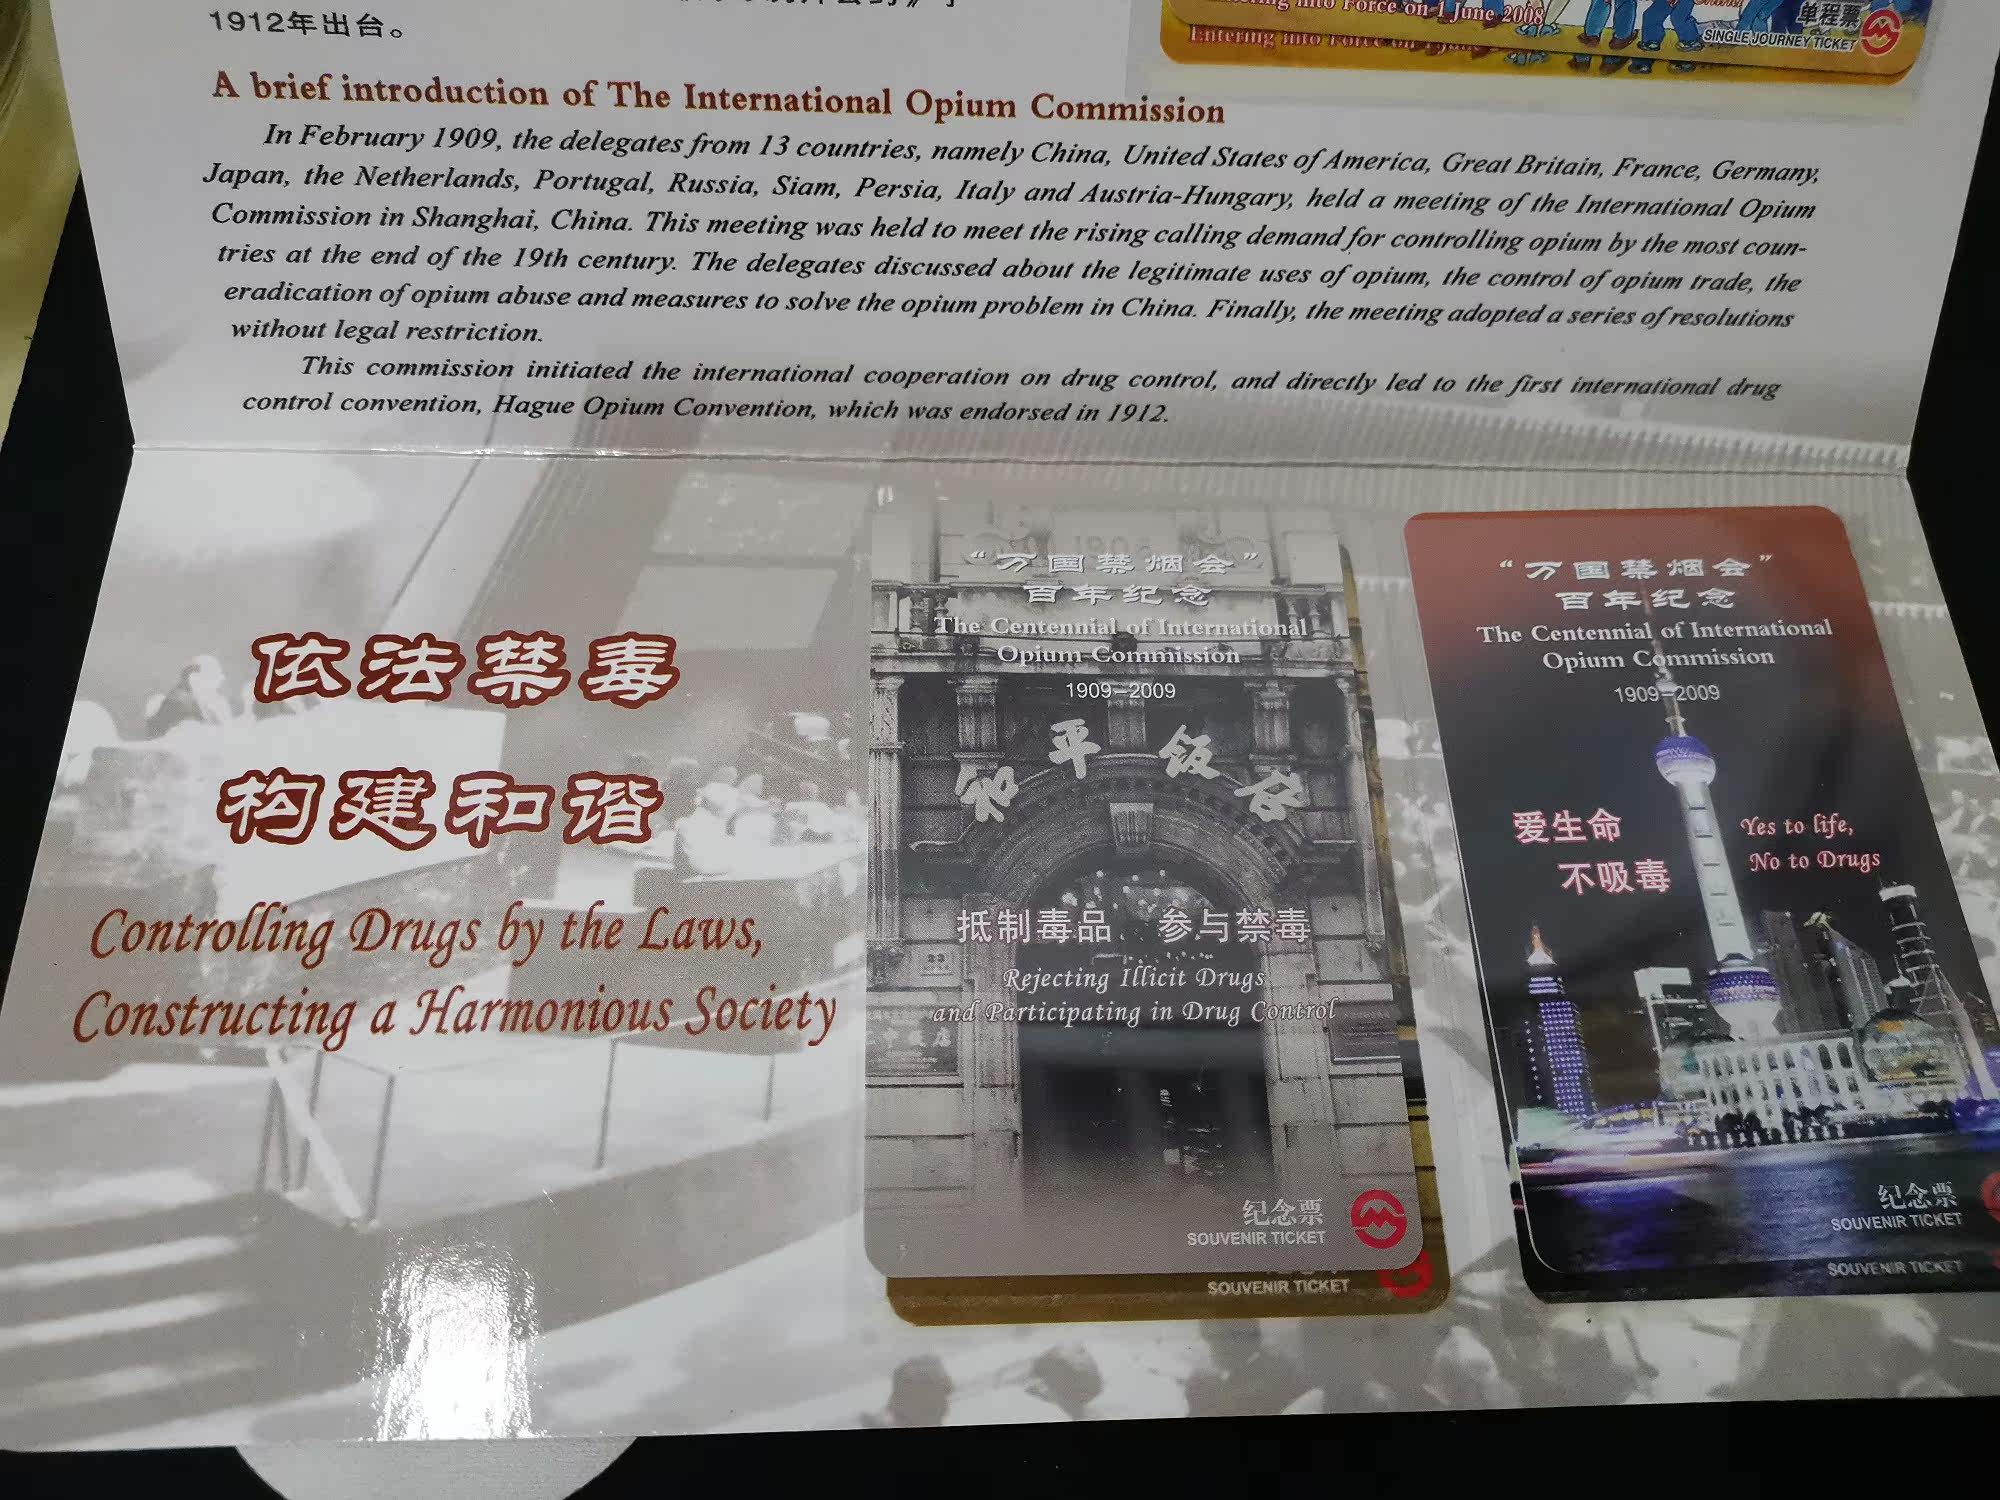 1912年出台。
Entering into Force on 1 June 2008
单程票
SINGLE JOURNEY TICKET
Entering into Force on
A brief introduction of The International Opium Commission
In February 1909, the delegates from 13 countries, namely China, United States of America, Great Britain, France, Germany,
Japan, the Netherlands, Portugal, Russia, Siam, Persia, Italy and Austria-Hungary, held a meeting of the International Opium
Commission in Shanghai, China. This meeting was held to meet the rising calling demand for controlling opium by the most coun-
tries at the end of the 19th century. The delegates discussed about the legitimate uses of opium, the control of opium trade, the
eradication of opium abuse and measures to solve the opium problem in China. Finally, the meeting adopted a series of resolutions
without legal restriction.
This commission initiated the international cooperation on drug control, and directly led to the first international drug
control convention, Hague Opium Convention, which was endorsed in 1912.
依法禁毒
构建和谐
Controlling Drugs by the Laws,
Constructing a Harmonious Society
“万国禁烟会”
百年纪念
The Centennial of International
Opium Commission
1909-2009
和平饭店
抵制毒品 参与禁毒
Rejecting Illicit Drugs
and Participating in Drug Control
纪念票
SOUVENIR TICKET
SOUVENIR TICKET
“万国禁烟会”
百年纪念
The Centennial of International
Opium Commission
1909-2009
爱生命
不吸毒
Yes to life,
No to Drugs
纪念票
SOUVENIR TICKET
SOUVENIR TICKET